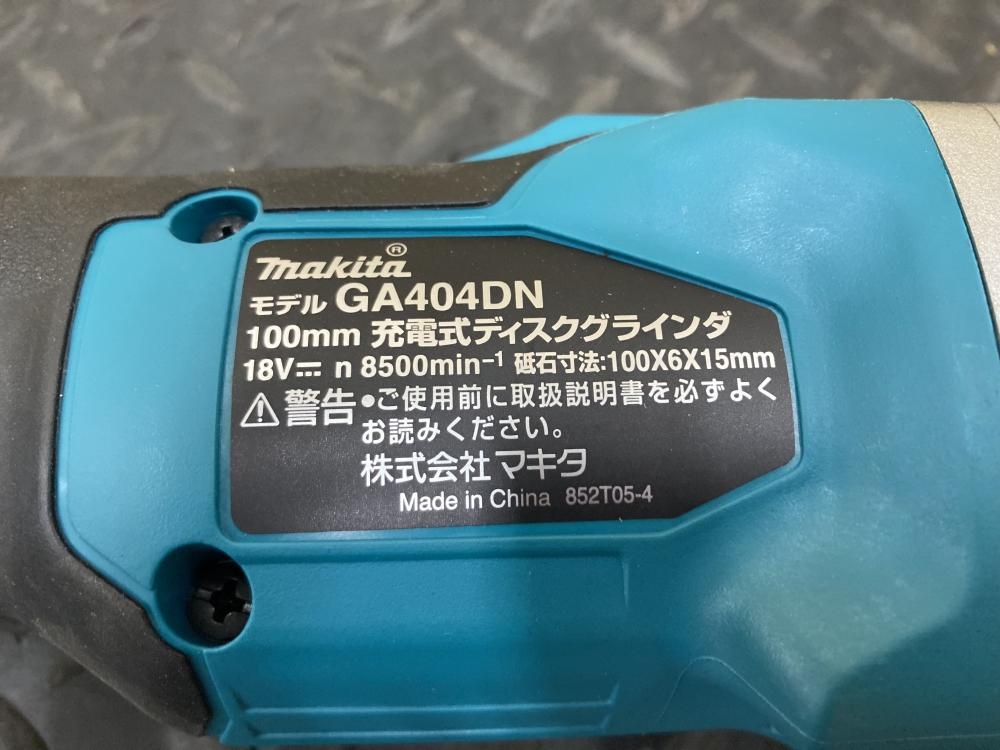 makita®
モデル GA404DN
100mm 充電式ディスクグラインダ
18V⎓ n 8500min⁻¹ 砥石寸法:100X6X15mm
⚠警告 ●ご使用前に取扱説明書を必ずよく
お読みください。
株式会社マキタ
Made in China 852T05-4